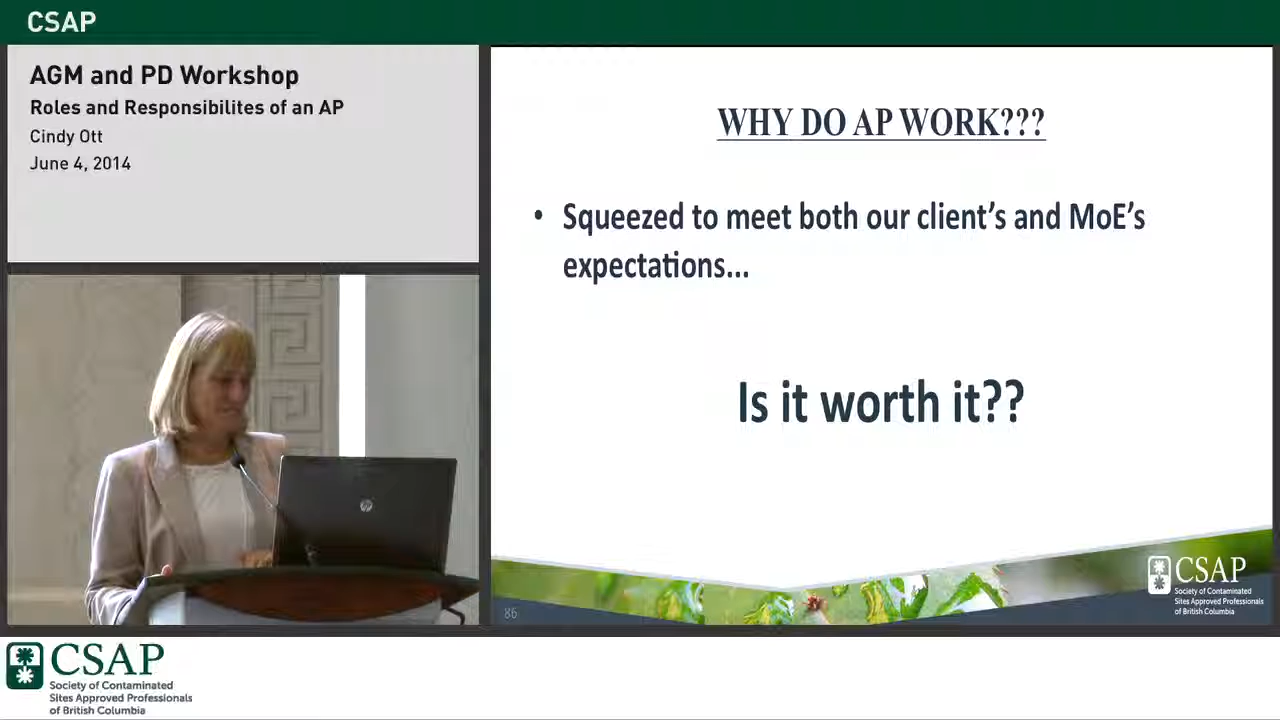 CSAP
AGM and PD Workshop
Roles and Responsibilites of an AP
Cindy Ott
June 4, 2014
WHY DO AP WORK???
• Squeezed to meet both our client's and MoE's
expectations...
Is it worth it??
86
CSAP
Society of Contaminated
Sites Approved Professionals
of British Columbia
hp
CSAP
Society of Contaminated
Sites Approved Professionals
of British Columbia